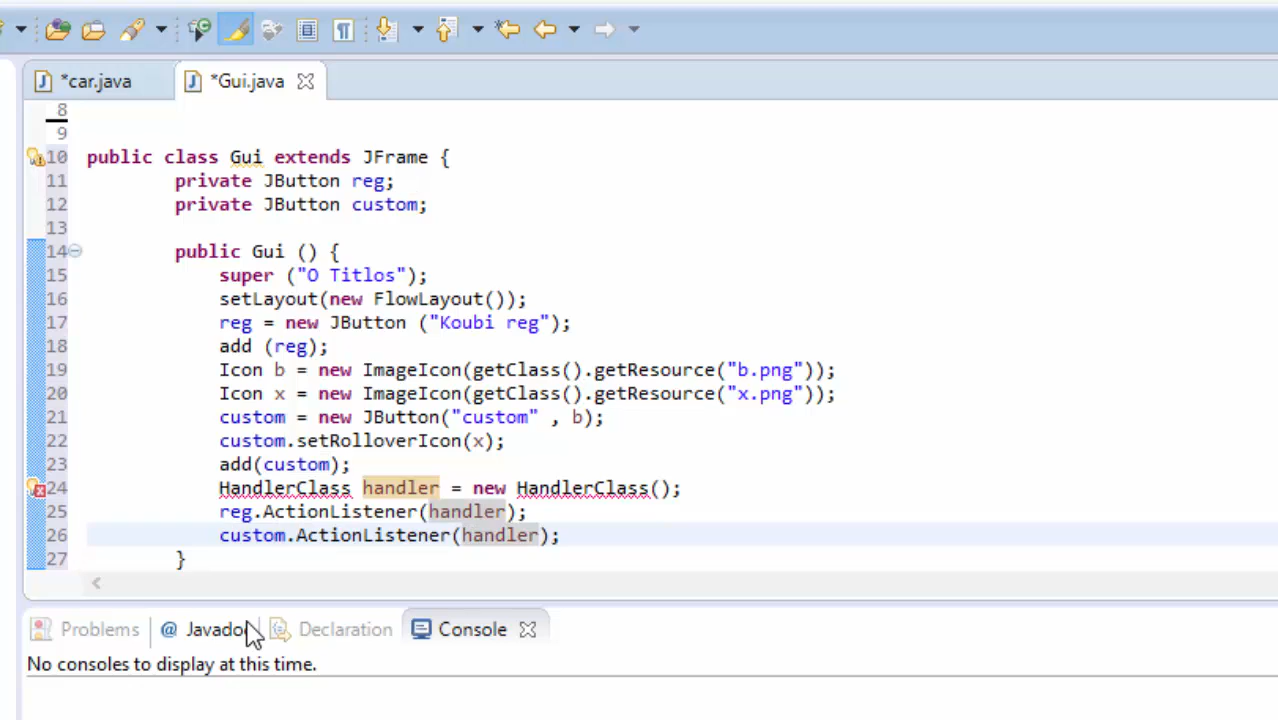 *car.java
*Gui.java
8
9
10 public class Gui extends JFrame {
11 private JButton reg;
12 private JButton custom;
13
14 public Gui () {
15 super ("O Titlos");
16 setLayout(new FlowLayout());
17 reg = new JButton ("Koubi reg");
18 add (reg);
19 Icon b = new ImageIcon(getClass().getResource("b.png"));
20 Icon x = new ImageIcon(getClass().getResource("x.png"));
21 custom = new JButton("custom" , b);
22 custom.setRolloverIcon(x);
23 add(custom);
24 HandlerClass handler = new HandlerClass();
25 reg.ActionListener(handler);
26 custom.ActionListener(handler);
27 }
Problems @ Javado Declaration Console
No consoles to display at this time.